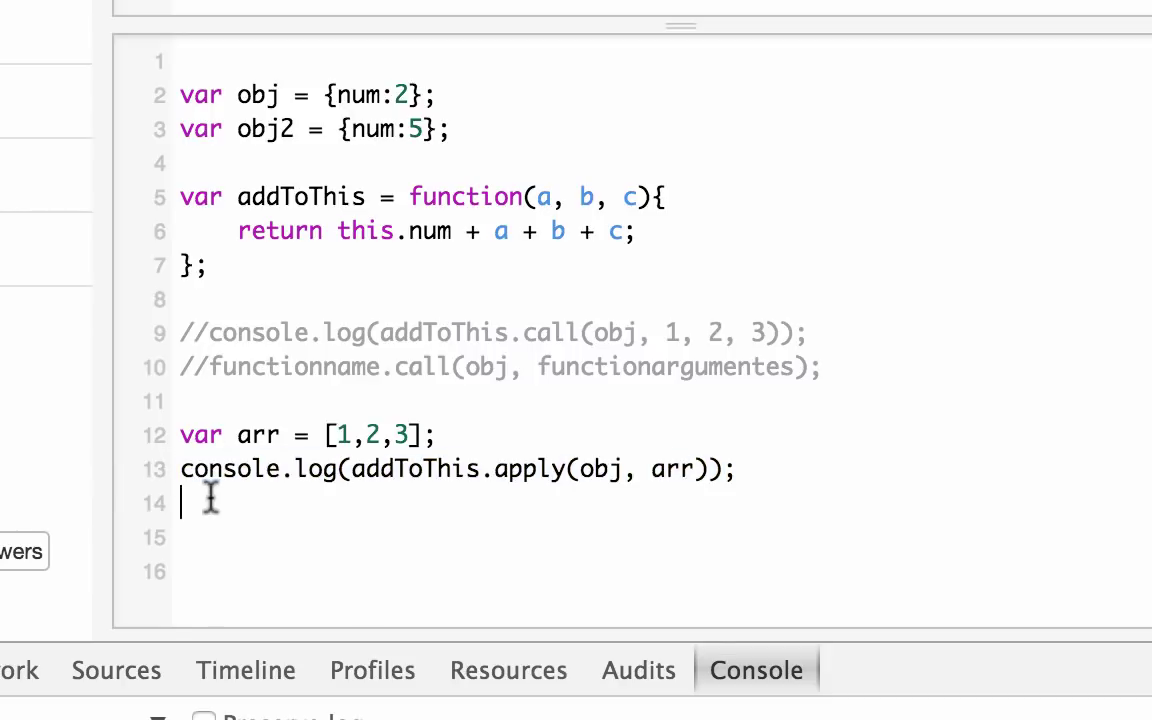 1
2 var obj = {num:2};
3 var obj2 = {num:5};
4
5 var addToThis = function(a, b, c){
6 return this.num + a + b + c;
7 };
8
9 //console.log(addToThis.call(obj, 1, 2, 3));
10 //functionname.call(obj, functionargumentes);
11
12 var arr = [1,2,3];
13 console.log(addToThis.apply(obj, arr));
14
15
wers
16
ork Sources Timeline Profiles Resources Audits Console
Preserve log